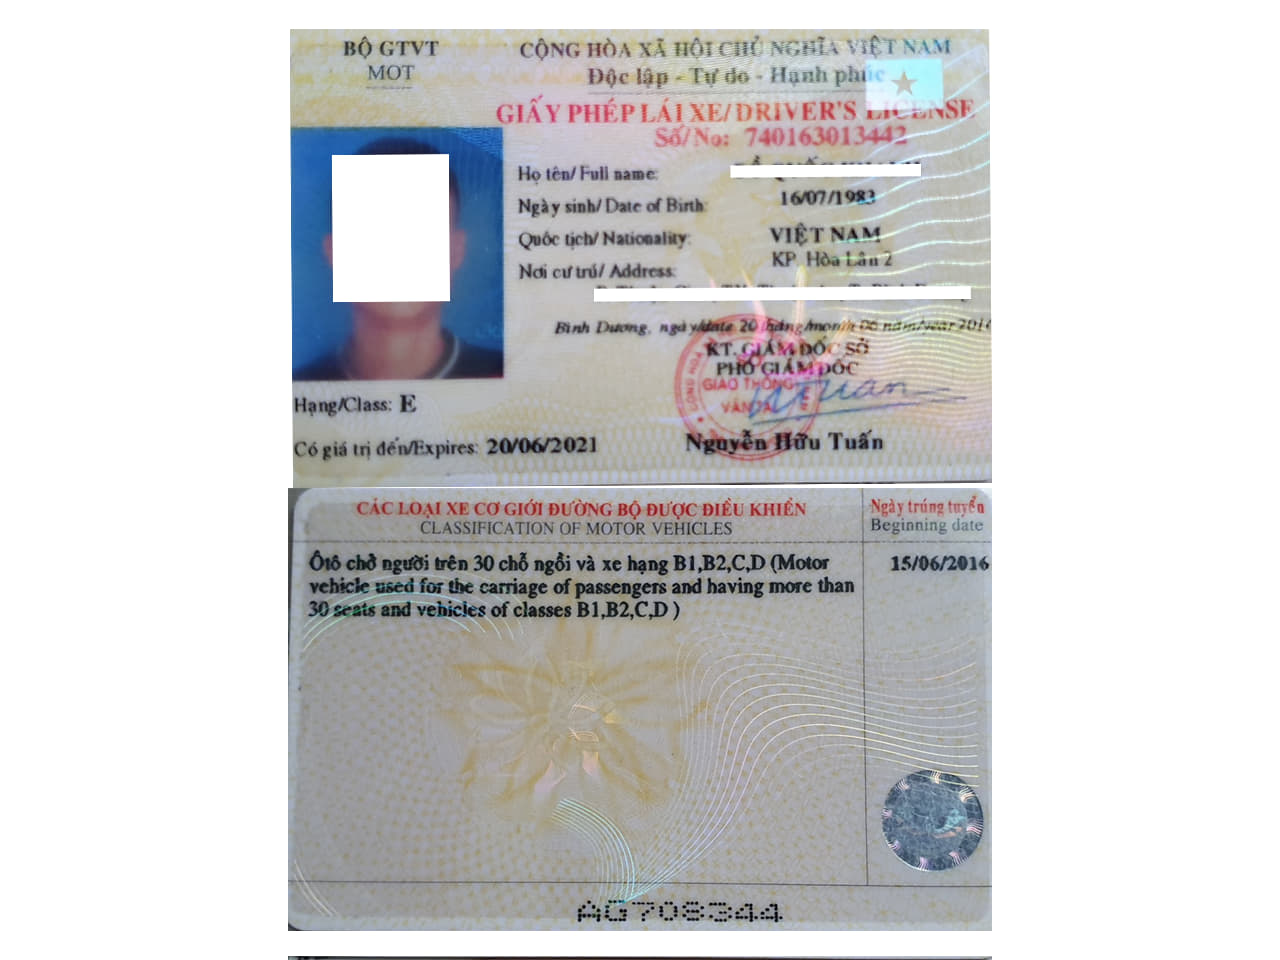 BỘ GTVT
MOT
CỘNG HÒA XÃ HỘI CHỦ NGHĨA VIỆT NAM
Độc lập - Tự do - Hạnh phúc
GIẤY PHÉP LÁI XE/ DRIVER'S LICENSE
Số/ No: 740163013442
Họ tên/ Full name:
Ngày sinh/ Date of Birth: 16/07/1983
Quốc tịch/ Nationality: VIỆT NAM
Nơi cư trú/ Address: KP. Hòa Lân 2
Bình Dương, ngày/date 20 tháng/month 06 năm/year
KT. GIÁM ĐỐC SỞ
PHÓ GIÁM ĐỐC
GIAO THÔNG
VẬN TẢI
Nguyễn Hữu Tuấn
Hạng/Class: E
Có giá trị đến/Expires: 20/06/2021
CÁC LOẠI XE CƠ GIỚI ĐƯỜNG BỘ ĐƯỢC ĐIỀU KHIỂN
CLASSIFICATION OF MOTOR VEHICLES
Ngày trúng tuyển
Beginning date
Ôtô chở người trên 30 chỗ ngồi và xe hạng B1,B2,C,D (Motor
vehicle used for the carriage of passengers and having more than
30 seats and vehicles of classes B1,B2,C,D )
15/06/2016
AG708344